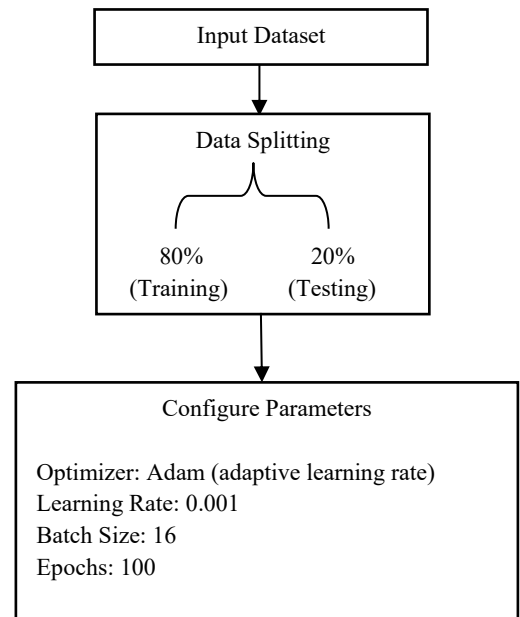 Input Dataset
Data Splitting
80%
(Training)
20%
(Testing)
Configure Parameters
Optimizer: Adam (adaptive learning rate)
Learning Rate: 0.001
Batch Size: 16
Epochs: 100